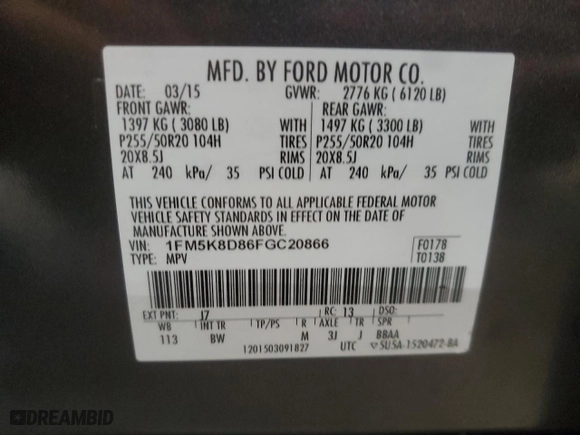 MFD. BY FORD MOTOR CO.
DATE: 03/15 GVWR: 2776 KG ( 6120 LB)
FRONT GAWR: REAR GAWR:
1397 KG ( 3080 LB) WITH 1497 KG ( 3300 LB) WITH
P255/50R20 104H TIRES P255/50R20 104H TIRES
20X8.5J RIMS 20X8.5J RIMS
AT 240 kPa/ 35 PSI COLD AT 240 kPa/ 35 PSI COLD
THIS VEHICLE CONFORMS TO ALL APPLICABLE FEDERAL MOTOR
VEHICLE SAFETY STANDARDS IN EFFECT ON THE DATE OF
MANUFACTURE SHOWN ABOVE.
VIN: 1FM5K8D86FGC20866 F0178
TYPE: MPV T0138
EXT PNT: J7 RC: 13 DSO:
WB INT TR TP/PS R AXLE TR SPR
113 BW M 3J J BBAA
1201503091827 UTC 5U5A-1520472-BA
DREAMBID